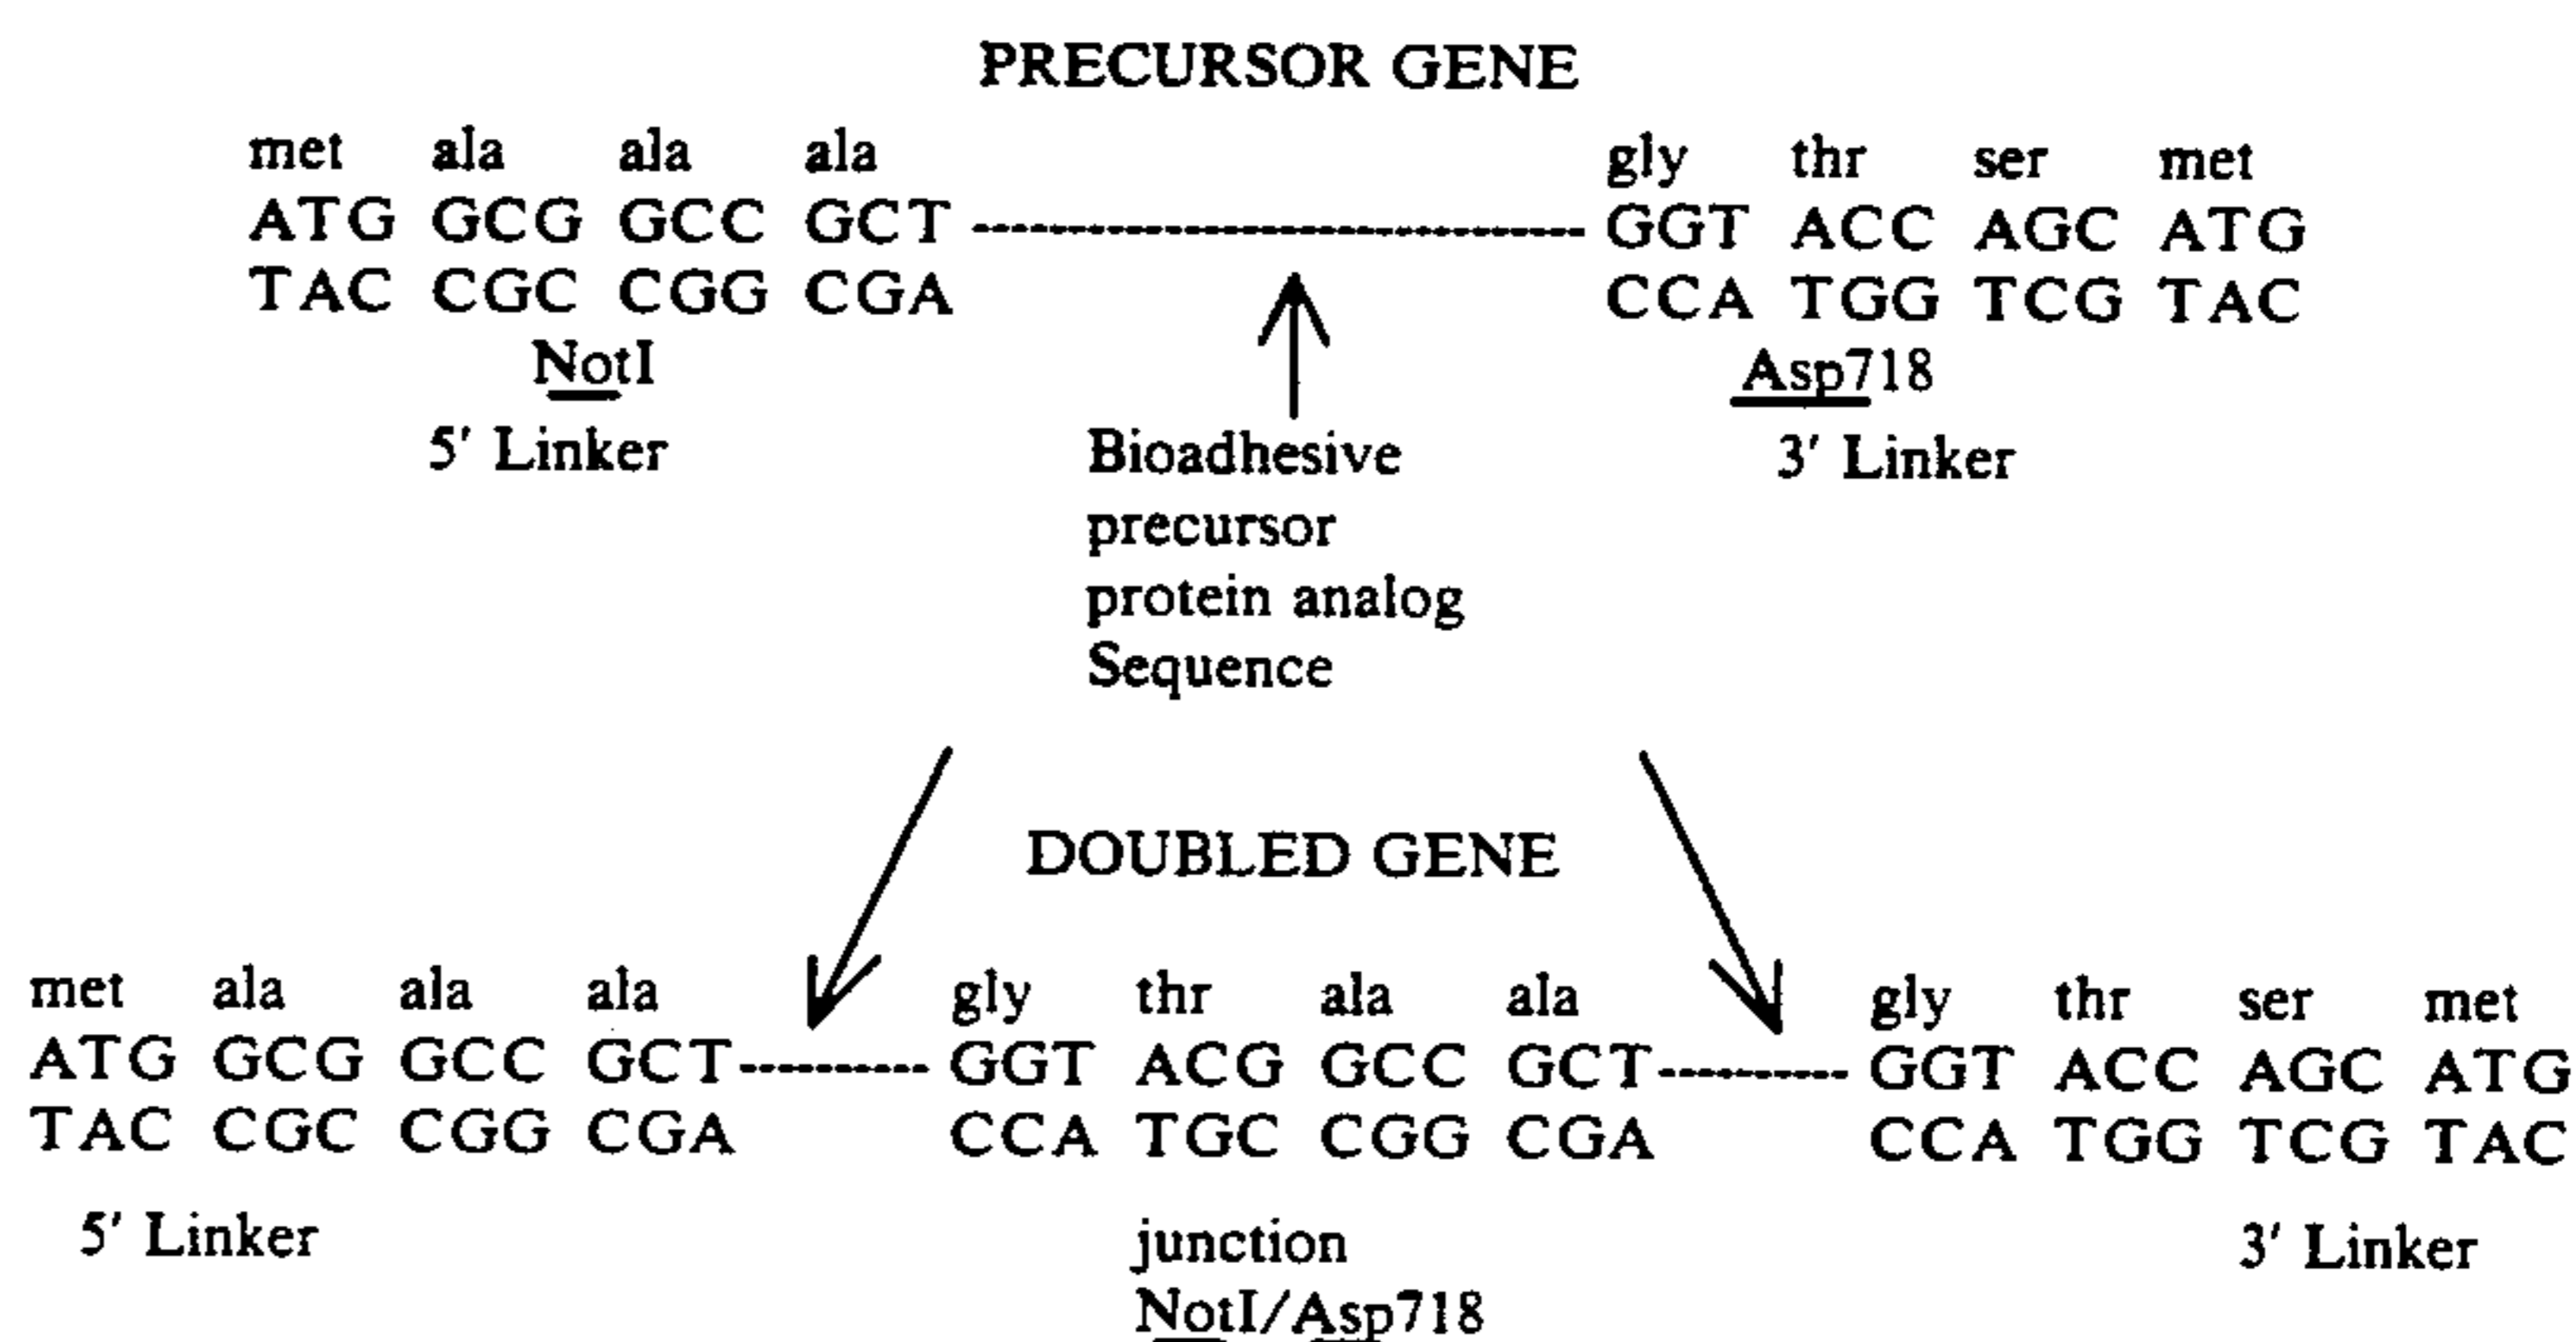 PRECURSOR GENE
met ala ala ala gly thr ser met
ATG GCG GCC GCT GGT ACC AGC ATG
TAC CGC CGG CGA CCA TGG TCG TAC
NotI Asp718
5' Linker 3' Linker
Bioadhesive
precursor
protein analog
Sequence
DOUBLED GENE
met ala ala ala gly thr ala ala gly thr ser met
ATG GCG GCC GCT GGT ACG GCC GCT GGT ACC AGC ATG
TAC CGC CGG CGA CCA TGC CGG CGA CCA TGG TCG TAC
5' Linker junction 3' Linker
NotI/Asp718